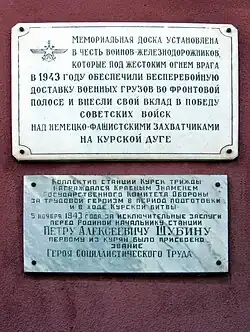 Мемориальная доска установлена
в честь воинов-железнодорожников,
которые под жестоким огнем врага
в 1943 году обеспечили бесперебойную
доставку военных грузов во фронтовой
полосе и внесли свой вклад в победу
советских войск
над немецко-фашистскими захватчиками
на Курской дуге
Коллектив станции Курск трижды
награждался Красным Знаменем
Государственного Комитета Обороны
за трудовой героизм в период подготовки
и в ходе Курской битвы
5 ноября 1943 года за исключительные заслуги
перед Родиной начальнику станции
Петру Алексеевичу Шубину
первому из курян было присвоено
звание
Героя Социалистического Труда